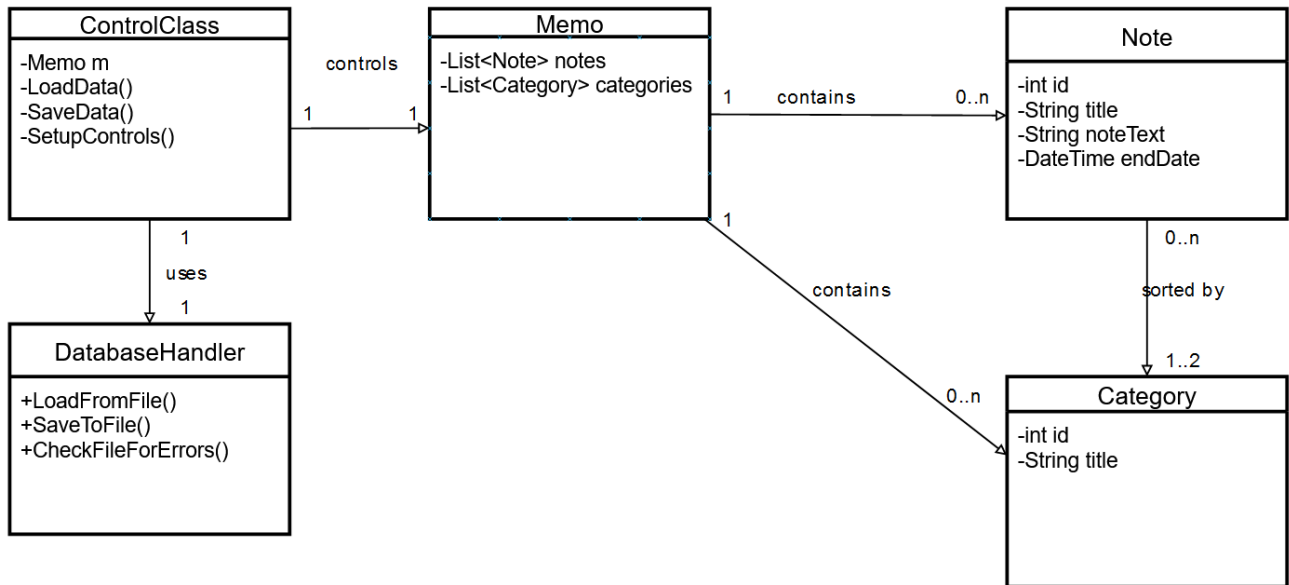 ControlClass
-Memo m
-LoadData()
-SaveData()
-SetupControls()
controls
1
1
Memo
-List<Note> notes
-List<Category> categories
1
contains
0..n
Note
-int id
-String title
-String noteText
-DateTime endDate
1
uses
1
DatabaseHandler
+LoadFromFile()
+SaveToFile()
+CheckFileForErrors()
1
contains
0..n
0..n
sorted by
1..2
Category
-int id
-String title